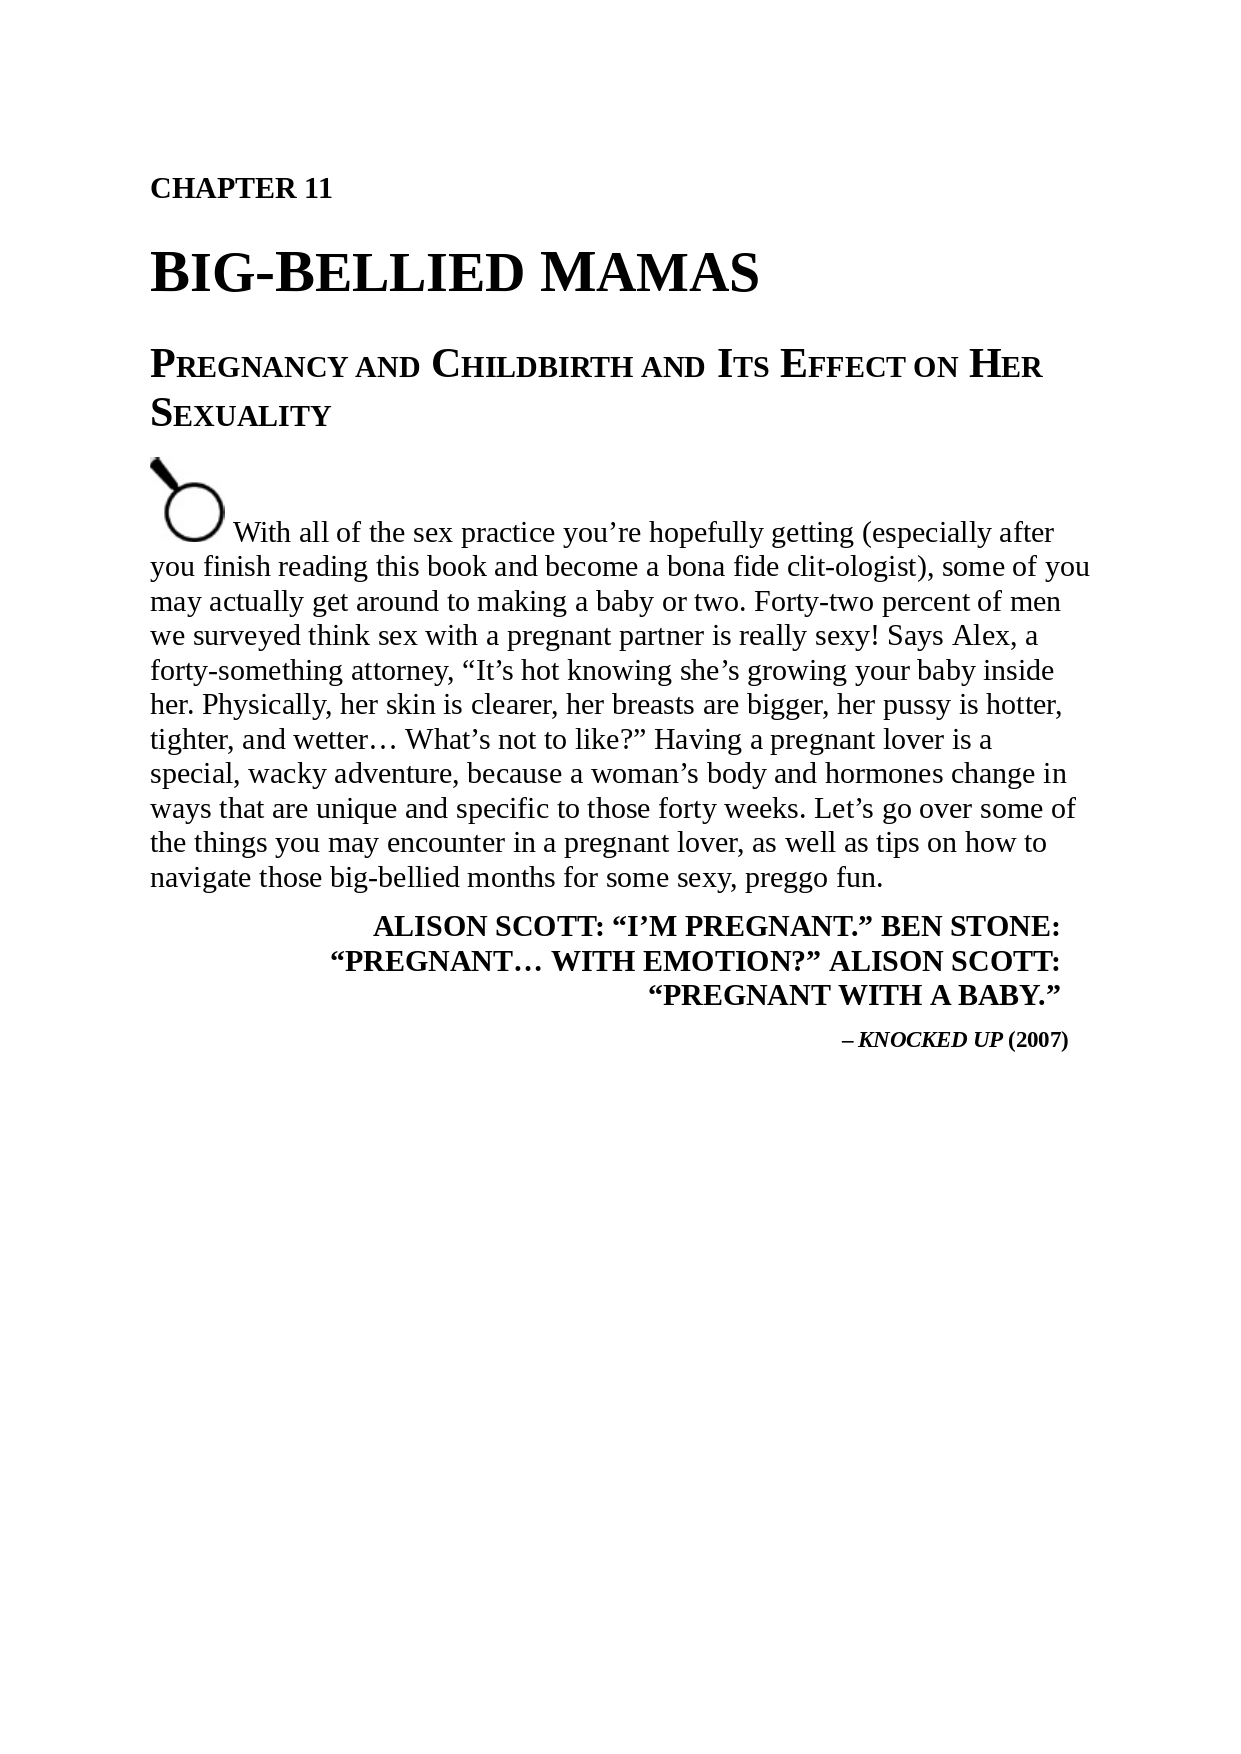 CHAPTER 11
BIG-BELLIED MAMAS
PREGNANCY AND CHILDBIRTH AND ITS EFFECT ON HER
SEXUALITY
With all of the sex practice you’re hopefully getting (especially after
you finish reading this book and become a bona fide clit-ologist), some of you
may actually get around to making a baby or two. Forty-two percent of men
we surveyed think sex with a pregnant partner is really sexy! Says Alex, a
forty-something attorney, “It’s hot knowing she’s growing your baby inside
her. Physically, her skin is clearer, her breasts are bigger, her pussy is hotter,
tighter, and wetter… What’s not to like?” Having a pregnant lover is a
special, wacky adventure, because a woman’s body and hormones change in
ways that are unique and specific to those forty weeks. Let’s go over some of
the things you may encounter in a pregnant lover, as well as tips on how to
navigate those big-bellied months for some sexy, preggo fun.
ALISON SCOTT: “I’M PREGNANT.” BEN STONE:
“PREGNANT… WITH EMOTION?” ALISON SCOTT:
“PREGNANT WITH A BABY.”
– KNOCKED UP (2007)